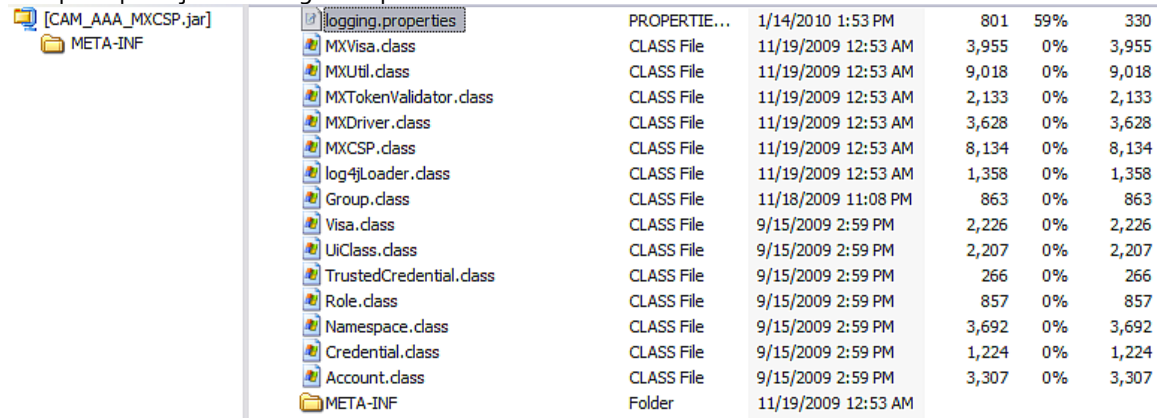 [CAM_AAA_MXCSP.jar]
META-INF
logging.properties PROPERTIE... 1/14/2010 1:53 PM 801 59% 330
MXVisa.class CLASS File 11/19/2009 12:53 AM 3,955 0% 3,955
MXUtil.class CLASS File 11/19/2009 12:53 AM 9,018 0% 9,018
MXTokenValidator.class CLASS File 11/19/2009 12:53 AM 2,133 0% 2,133
MXDriver.class CLASS File 11/19/2009 12:53 AM 3,628 0% 3,628
MXCSP.class CLASS File 11/19/2009 12:53 AM 8,134 0% 8,134
log4jLoader.class CLASS File 11/19/2009 12:53 AM 1,358 0% 1,358
Group.class CLASS File 11/18/2009 11:08 PM 863 0% 863
Visa.class CLASS File 9/15/2009 2:59 PM 2,226 0% 2,226
UiClass.class CLASS File 9/15/2009 2:59 PM 2,207 0% 2,207
TrustedCredential.class CLASS File 9/15/2009 2:59 PM 266 0% 266
Role.class CLASS File 9/15/2009 2:59 PM 857 0% 857
Namespace.class CLASS File 9/15/2009 2:59 PM 3,692 0% 3,692
Credential.class CLASS File 9/15/2009 2:59 PM 1,224 0% 1,224
Account.class CLASS File 9/15/2009 2:59 PM 3,307 0% 3,307
META-INF Folder 11/19/2009 12:53 AM